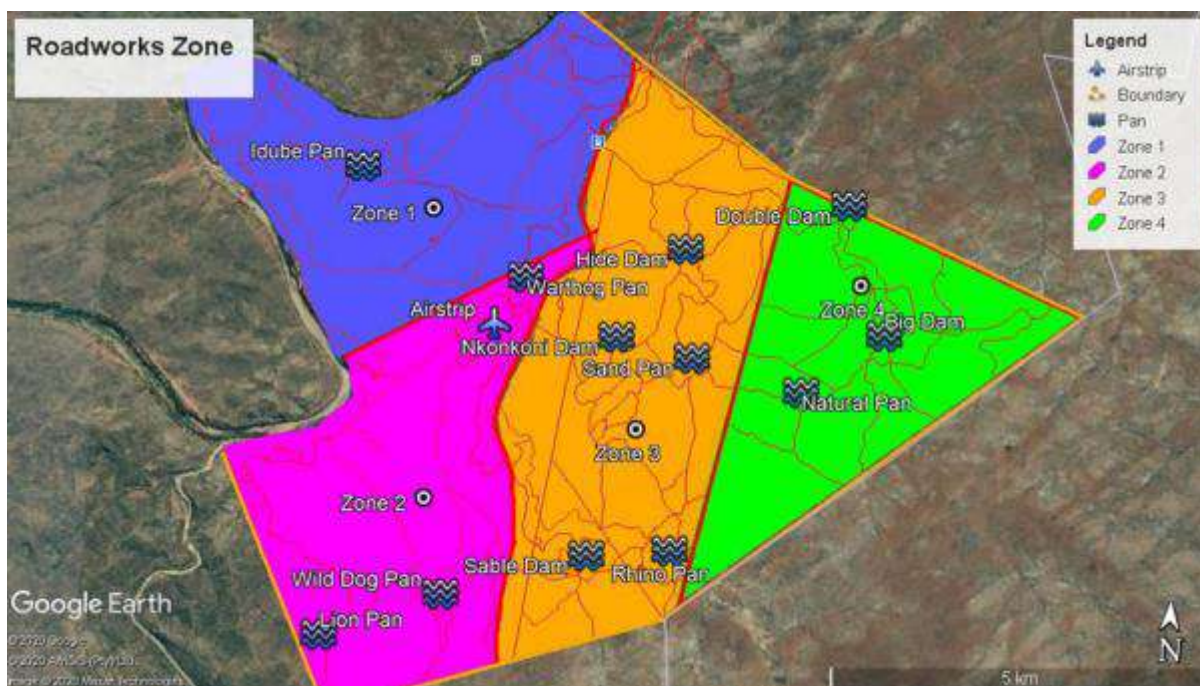 Roadworks Zone
Legend
Airstrip
Boundary
Pan
Zone 1
Zone 2
Zone 3
Zone 4
Idube Pan
Zone 1
Double Dam
Hide Dam
Warthog Pan
Airstrip
Zone 4
Big Dam
Nkonkoni Dam
Sand Pan
Natural Pan
Zone 3
Zone 2
Sable Dam
Rhino Pan
Wild Dog Pan
Lion Pan
Google Earth
© 2020 Google
N
5 km